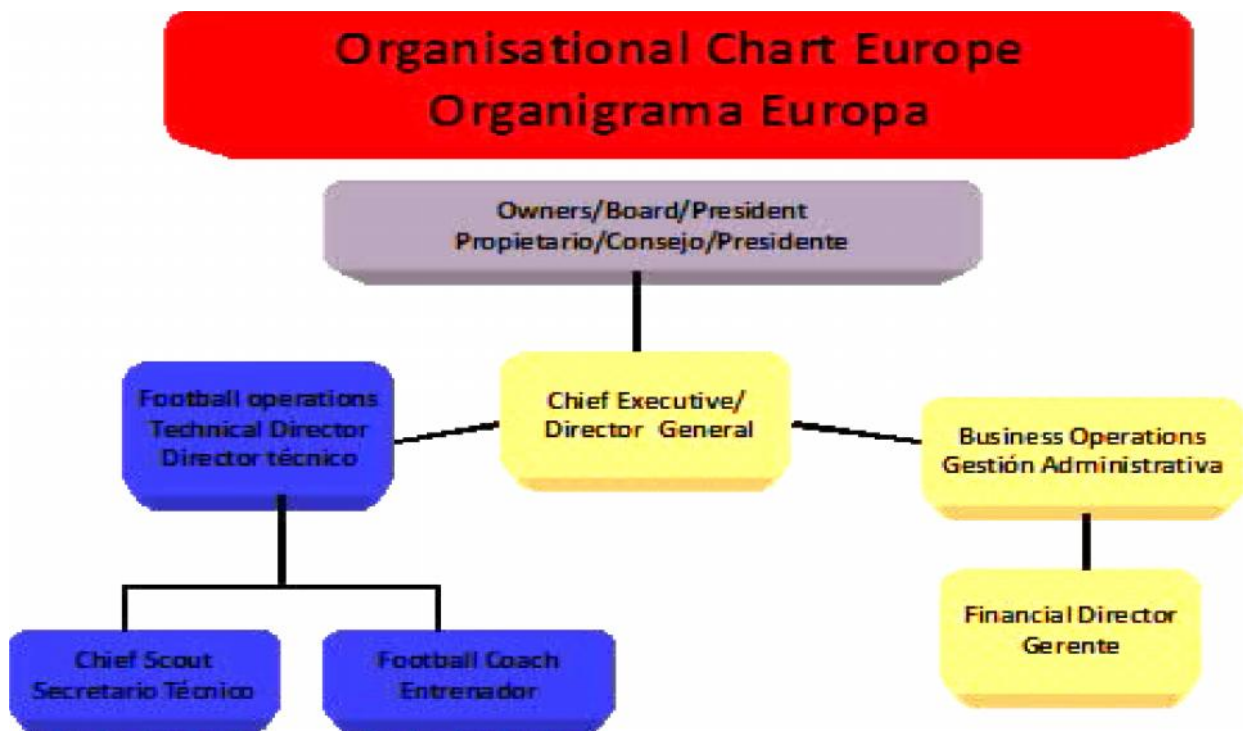 Organisational Chart Europe
Organigrama Europa
Owners/Board/President
Propietario/Consejo/Presidente
Football operations
Technical Director
Director técnico
Chief Executive/
Director General
Business Operations
Gestión Administrativa
Financial Director
Gerente
Chief Scout
Secretario Técnico
Football Coach
Entrenador